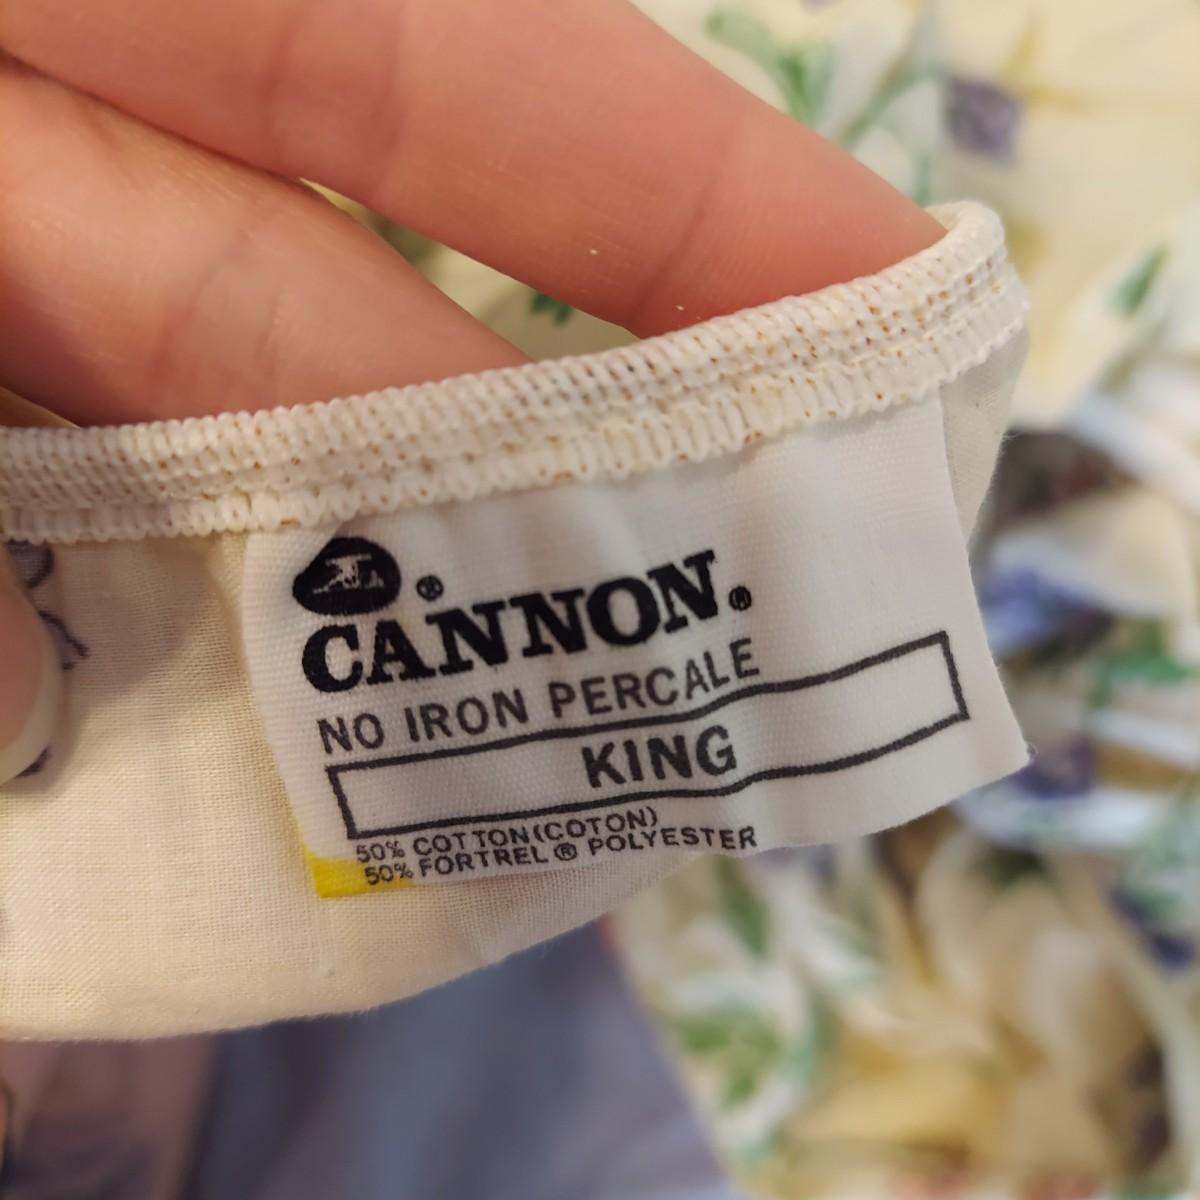 ®
CANNON®
NO IRON PERCALE
KING
50% COTTON(COTON)
50% FORTREL® POLYESTER